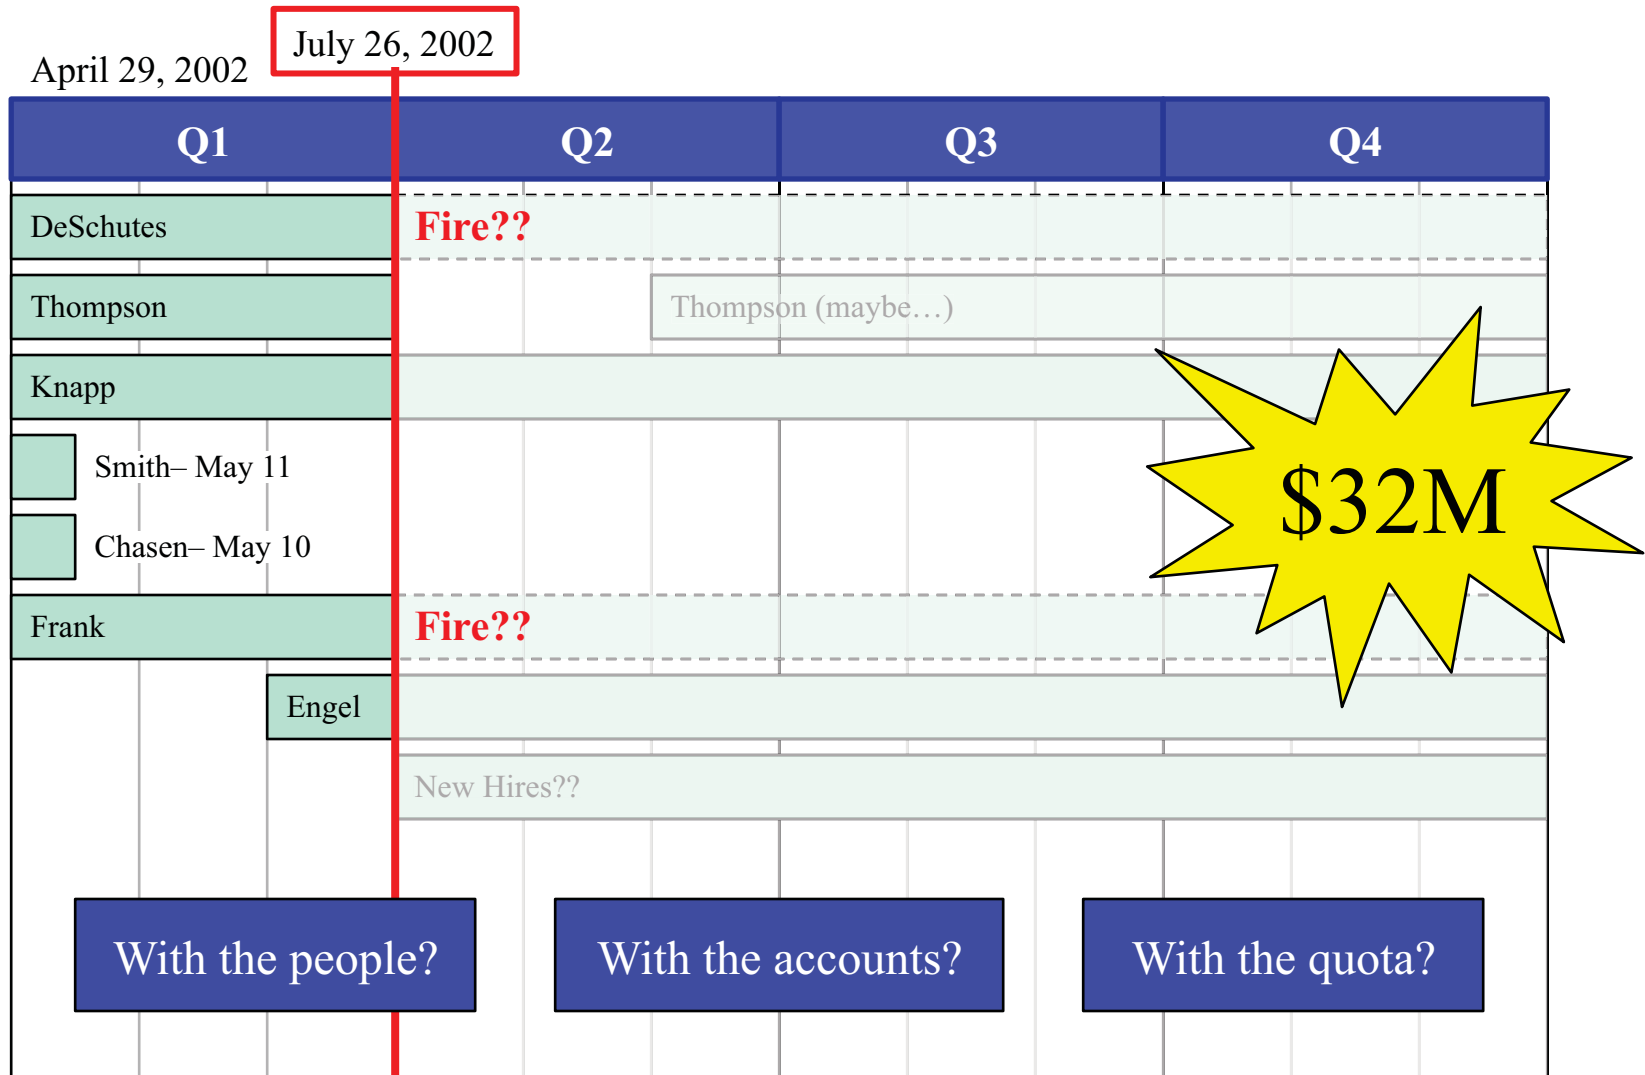 April 29, 2002
July 26, 2002
Q1
Q2
Q3
Q4
DeSchutes
Fire??
Thompson
Thompson (maybe…)
Knapp
Smith– May 11
$32M
Chasen– May 10
Frank
Fire??
Engel
New Hires??
With the people?
With the accounts?
With the quota?